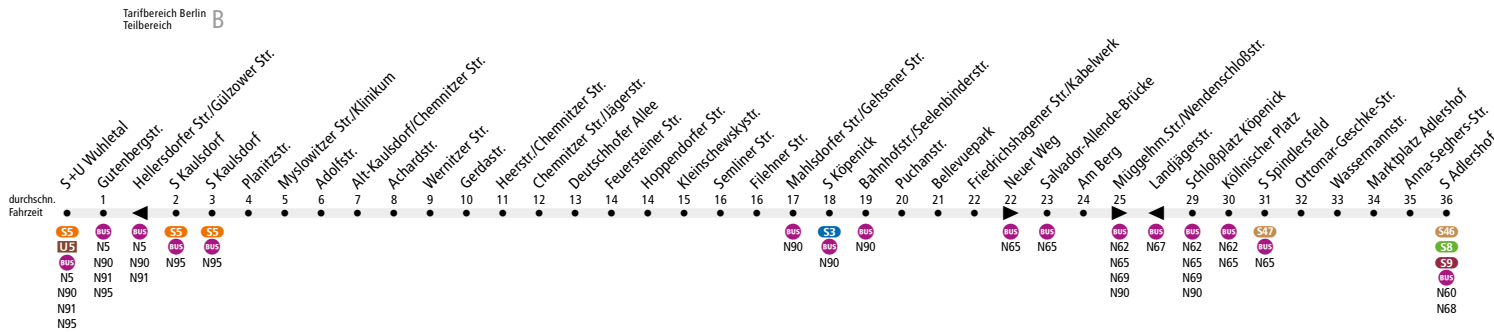 Tarifbereich Berlin
Teilbereich B
S+U Wuhletal
Gutenbergstr.
Hellersdorfer Str./Gülzower Str.
S Kaulsdorf
S Kaulsdorf
Planitzstr.
Myslowitzer Str./Klinikum
Adolfstr.
Alt-Kaulsdorf/Chemnitzer Str.
Achardstr.
Wernitzer Str.
Gerdastr.
Heerstr./Chemnitzer Str.
Chemnitzer Str./Jägerstr.
Deutschhofer Allee
Feuersteiner Str.
Hoppendorfer Str.
Kleinschewskystr.
Semliner Str.
Filehner Str.
Mahlsdorfer Str./Gehsener Str.
S Köpenick
Bahnhofstr./Seelenbinderstr.
Puchanstr.
Bellevuepark
Friedrichshagener Str./Kabelwerk
Neuer Weg
Salvador-Allende-Brücke
Am Berg
Müggelhm.Str./Wendenschloßstr.
Landjägerstr.
Schloßplatz Köpenick
Kölnischer Platz
S Spindlersfeld
Ottomar-Geschke-Str.
Wassermannstr.
Marktplatz Adlershof
Anna-Seghers-Str.
S Adlershof
durchschn.
Fahrzeit
1 2 3 4 5 6 7 8 9 10 11 12 13 14 14 15 16 16 17 18 19 20 21 22 22 23 24 25 29 30 31 32 33 34 35 36
S5 BUS BUS S5 S5 BUS S3 BUS BUS BUS BUS BUS BUS BUS S47 S46
U5 N5 N5 BUS BUS N90 BUS N90 N65 N65 N62 N67 N62 N62 BUS S8
BUS N90 N90 N95 N95 N90 N65 N65 N65 N65 S9
N5 N91 N91 N69 N69 BUS
N90 N95 N90 N90 N60
N91 N68
N95